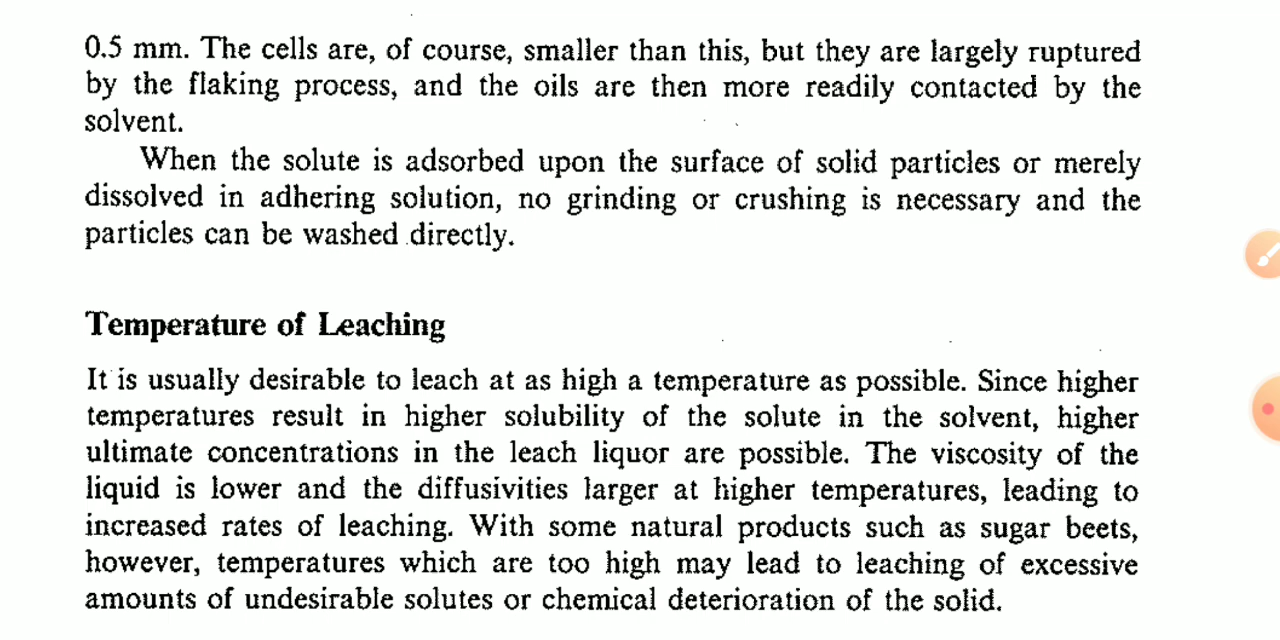 0.5 mm. The cells are, of course, smaller than this, but they are largely ruptured
by the flaking process, and the oils are then more readily contacted by the
solvent.
When the solute is adsorbed upon the surface of solid particles or merely
dissolved in adhering solution, no grinding or crushing is necessary and the
particles can be washed directly.
Temperature of Leaching
It is usually desirable to leach at as high a temperature as possible. Since higher
temperatures result in higher solubility of the solute in the solvent, higher
ultimate concentrations in the leach liquor are possible. The viscosity of the
liquid is lower and the diffusivities larger at higher temperatures, leading to
increased rates of leaching. With some natural products such as sugar beets,
however, temperatures which are too high may lead to leaching of excessive
amounts of undesirable solutes or chemical deterioration of the solid.